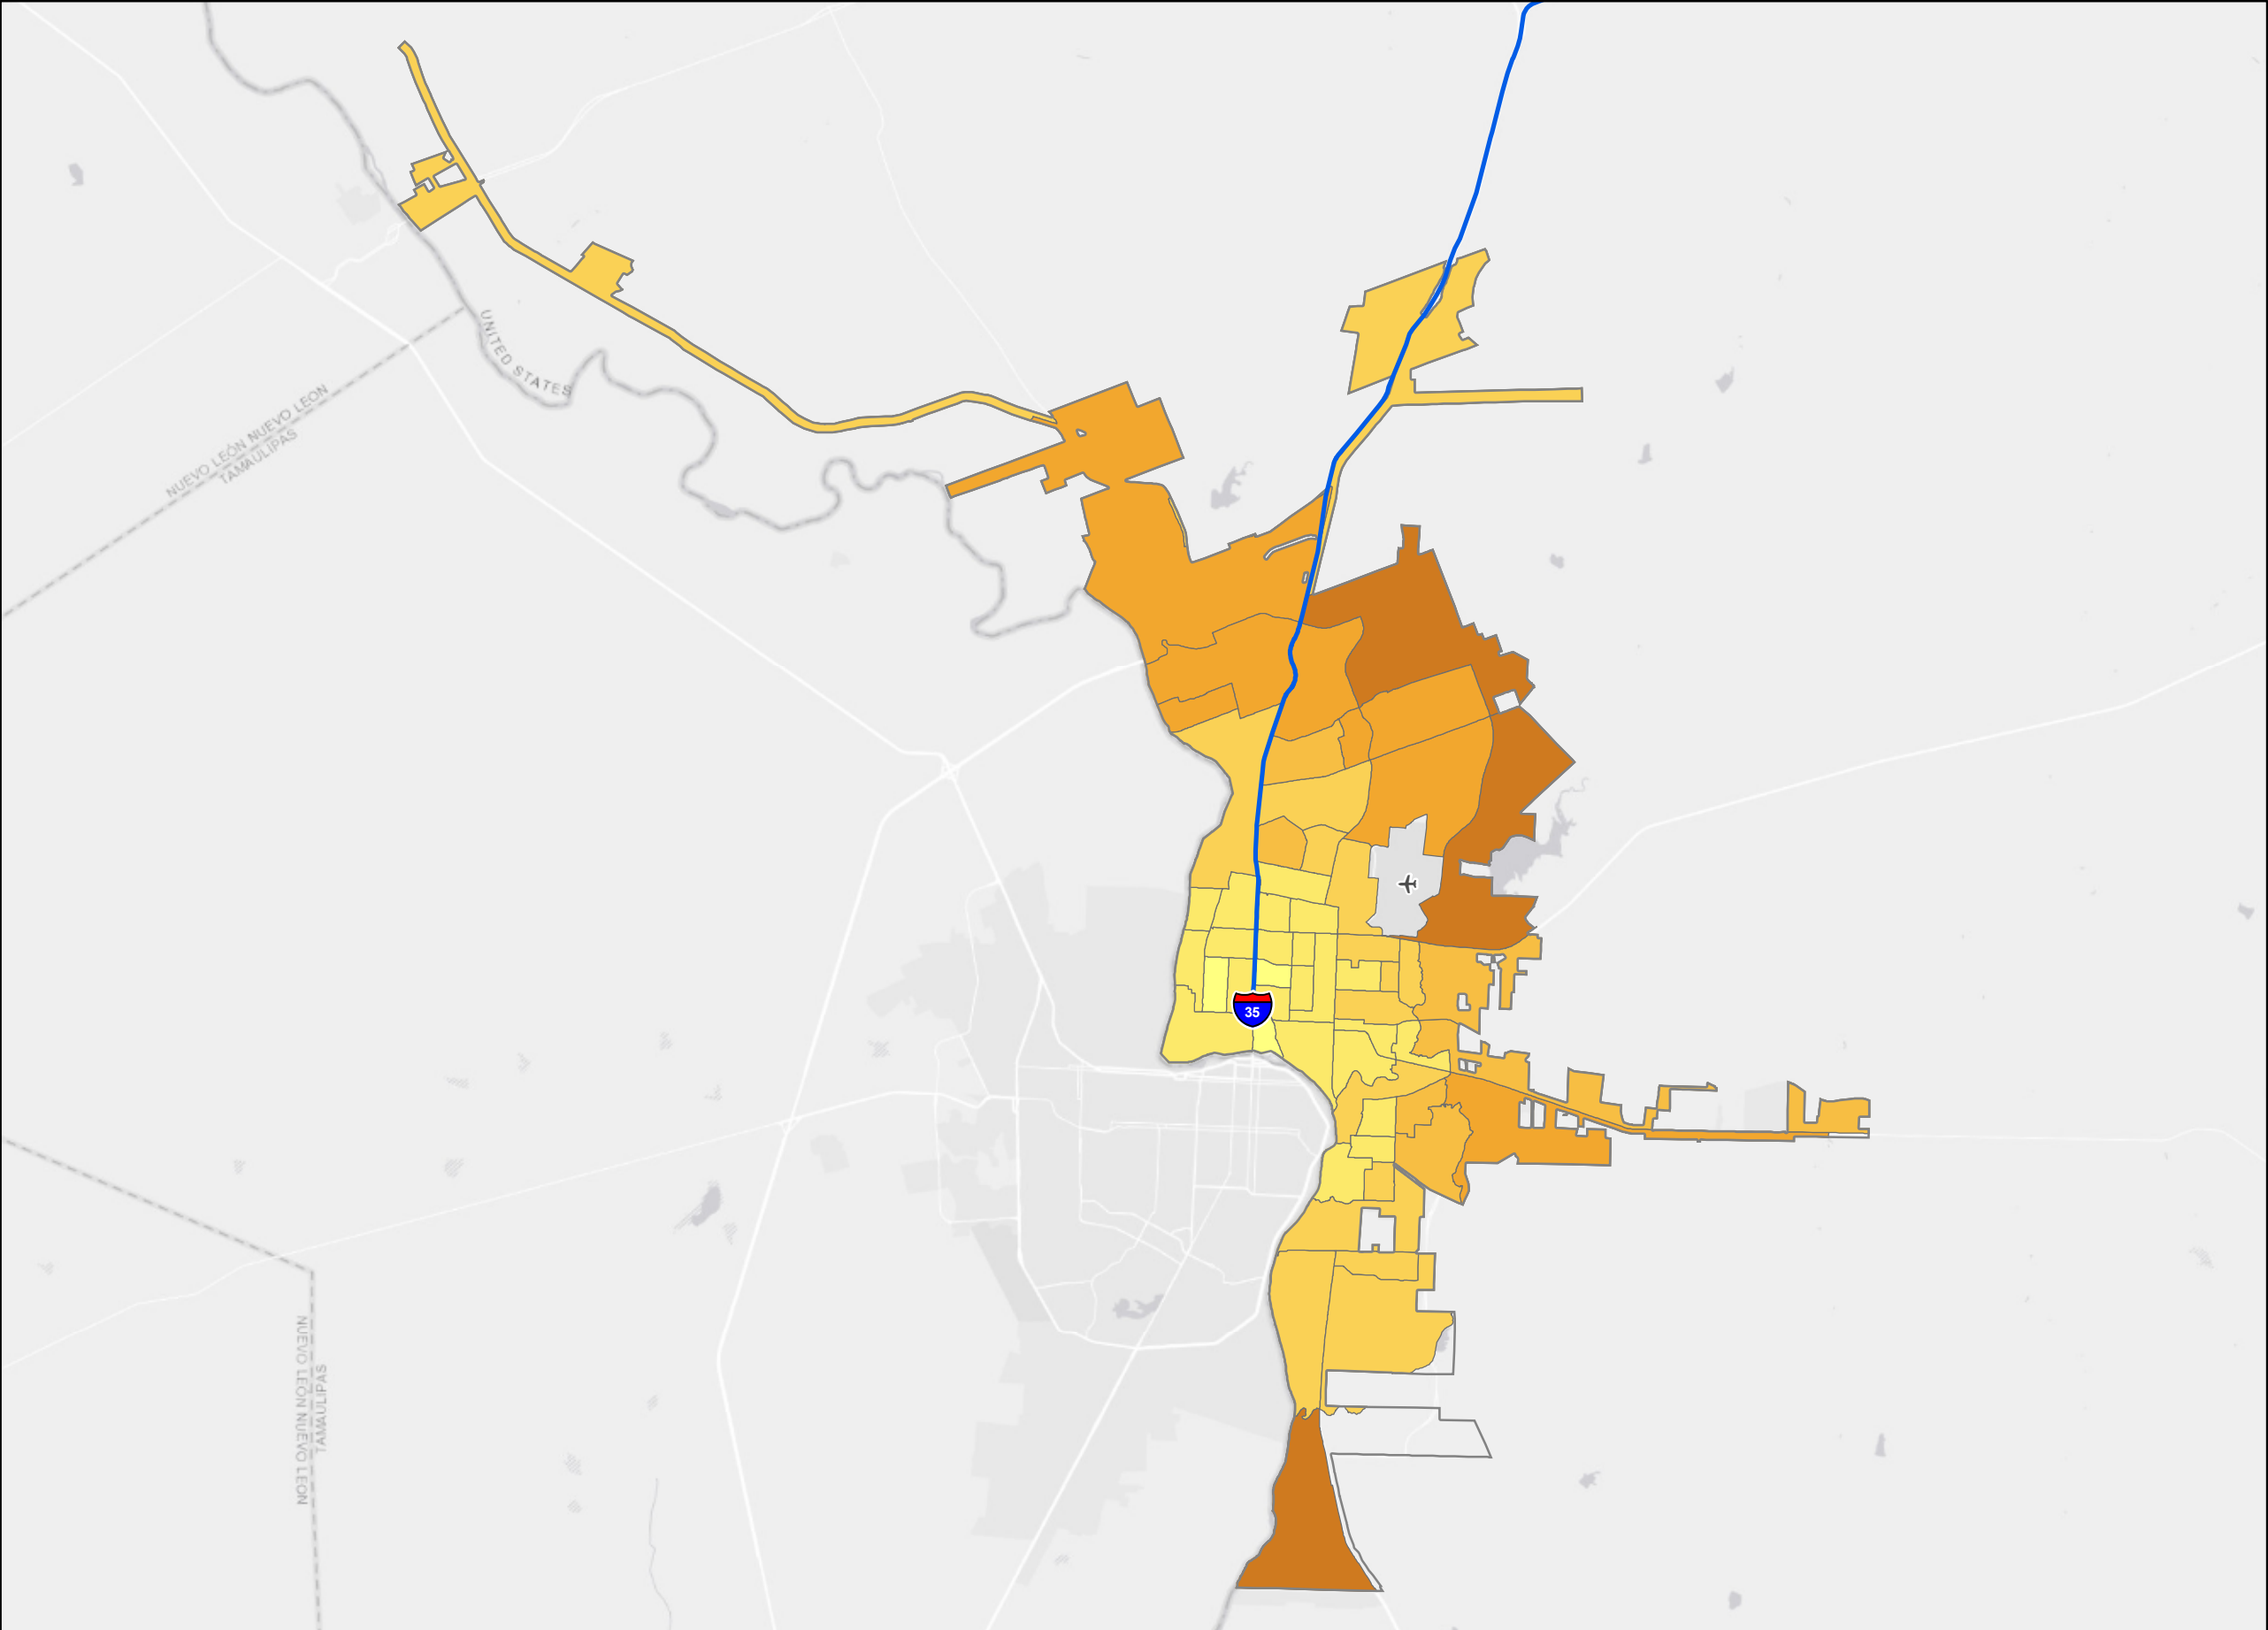 UNITED STATES
NUEVO LEÓN NUEVO LEON
TAMAULIPAS
35
NUEVO LEÓN NUEVO LEON
TAMAULIPAS